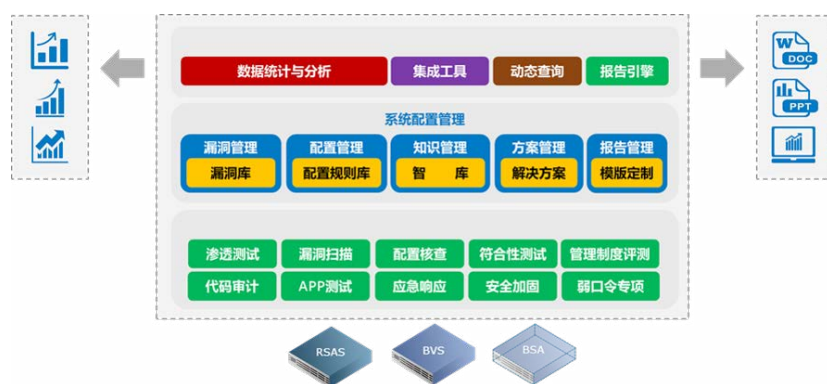 数据统计与分析 集成工具 动态查询 报告引擎
W DOC
PPT
系统配置管理
漏洞管理 配置管理 知识管理 方案管理 报告管理
漏洞库 配置规则库 智 库 解决方案 模版定制
渗透测试 漏洞扫描 配置核查 符合性测试 管理制度评测
代码审计 APP测试 应急响应 安全加固 弱口令专项
RSAS BVS BSA